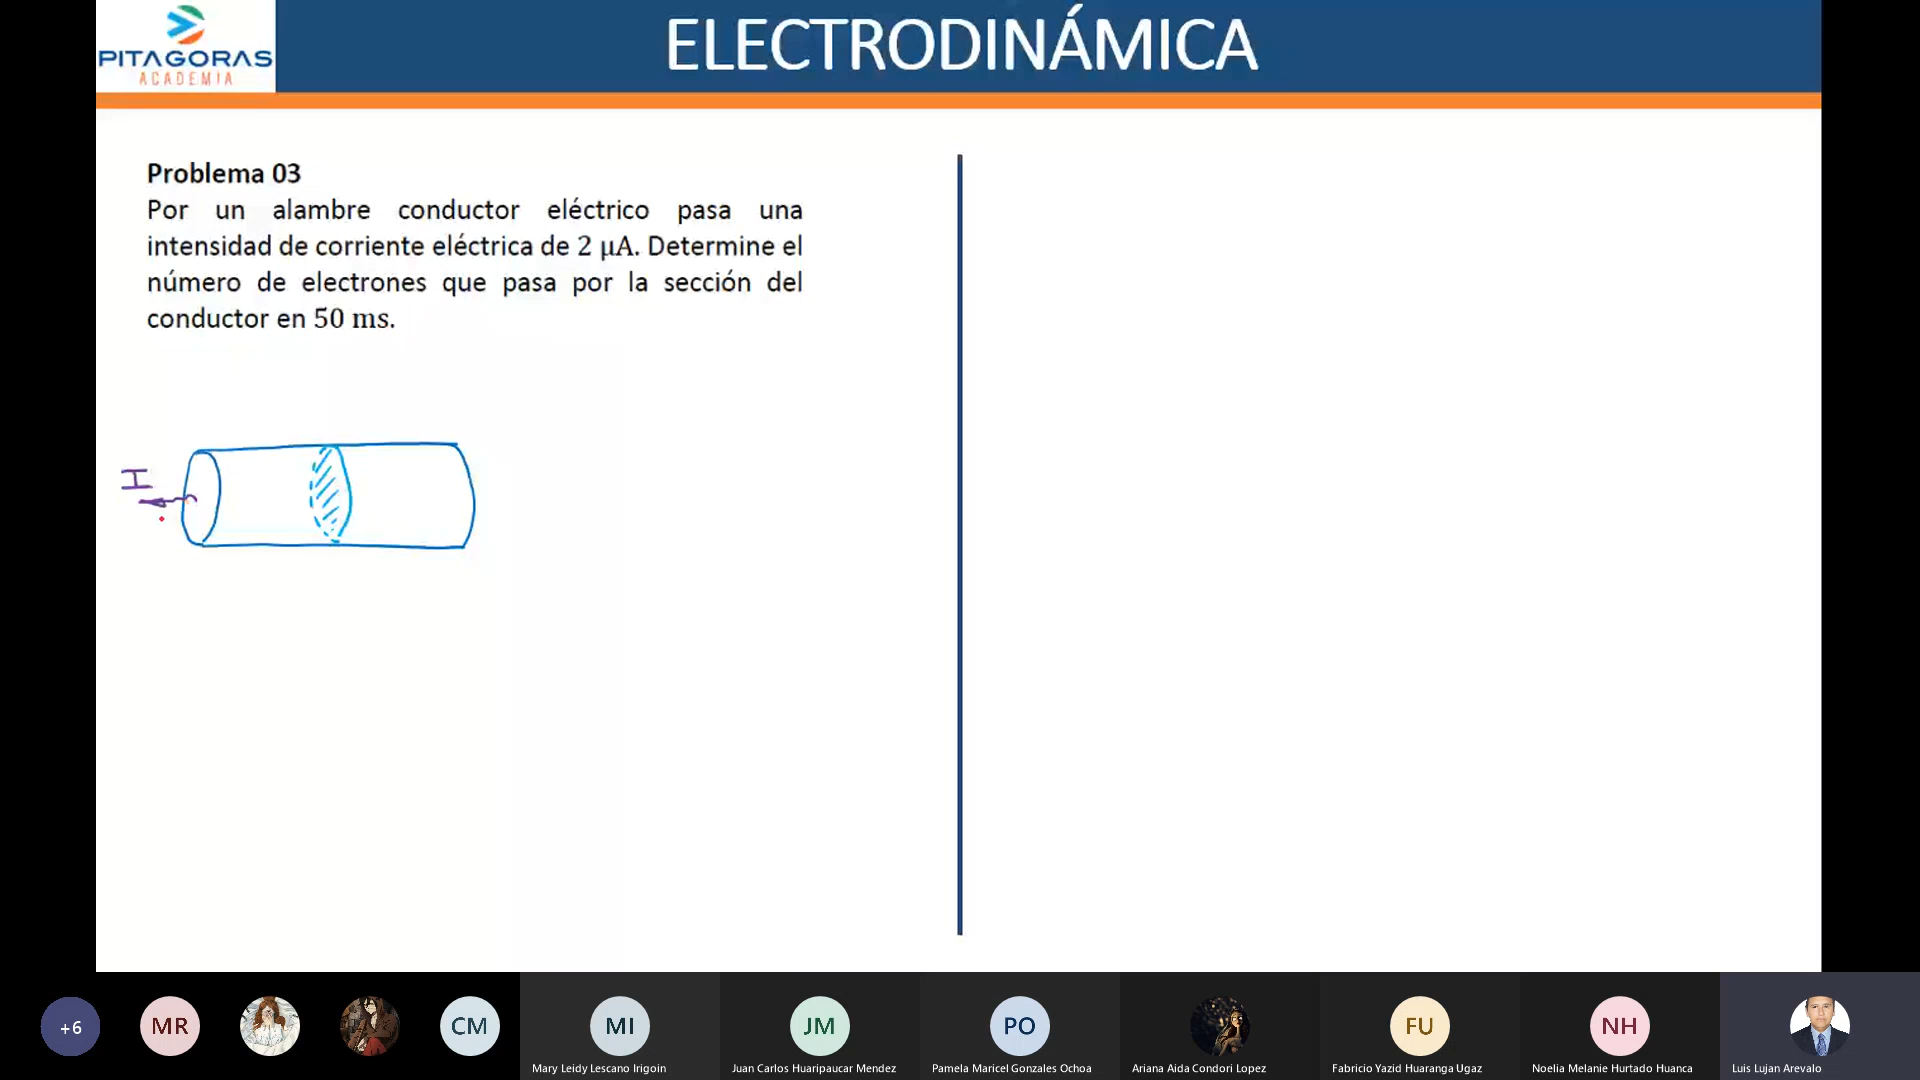 PITAGORAS
ACADEMIA
ELECTRODINÁMICA
Problema 03
Por un alambre conductor eléctrico pasa una
intensidad de corriente eléctrica de 2 μA. Determine el
número de electrones que pasa por la sección del
conductor en 50 ms.
I
+6
MR
CM
MI
JM
PO
FU
NH
Mary Leidy Lescano Irigoin
Juan Carlos Huaripaucar Mendez
Pamela Maricel Gonzales Ochoa
Ariana Aida Condori Lopez
Fabricio Yazid Huaranga Ugaz
Noelia Melanie Hurtado Huanca
Luis Lujan Arevalo